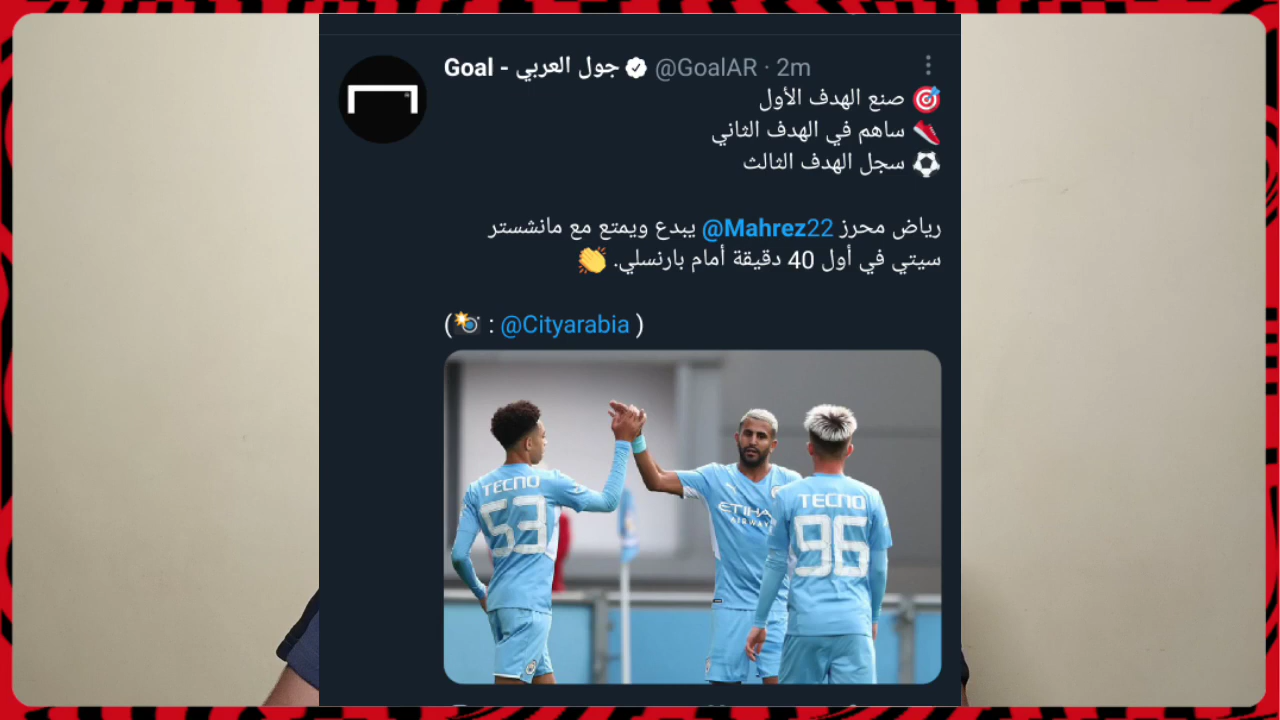 Goal - جول العربي @GoalAR · 2m
🎯 صنع الهدف الأول
👟 ساهم في الهدف الثاني
⚽ سجل الهدف الثالث
رياض محرز @Mahrez22 يبدع ويمتع مع مانشستر
سيتي في أول 40 دقيقة أمام بارنسلي. 👏
(📸 : @Cityarabia )
TECNO
53
ETIHAD
AIRWAYS
TECNO
96